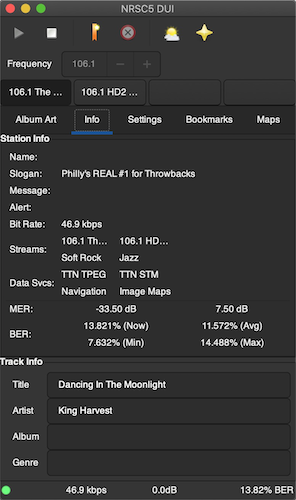 NRSC5 DUI
Frequency 106.1 − +
106.1 The ... 106.1 HD2 ...
Album Art Info Settings Bookmarks Maps
Station Info
Name:
Slogan: Philly's REAL #1 for Throwbacks
Message:
Alert:
Bit Rate: 46.9 kbps
Streams: 106.1 Th... 106.1 HD...
Soft Rock Jazz
Data Svcs: TTN TPEG TTN STM
Navigation Image Maps
MER: -33.50 dB 7.50 dB
BER: 13.821% (Now) 11.572% (Avg)
7.632% (Min) 14.488% (Max)
Track Info
Title Dancing In The Moonlight
Artist King Harvest
Album
Genre
46.9 kbps 0.0dB 13.82% BER